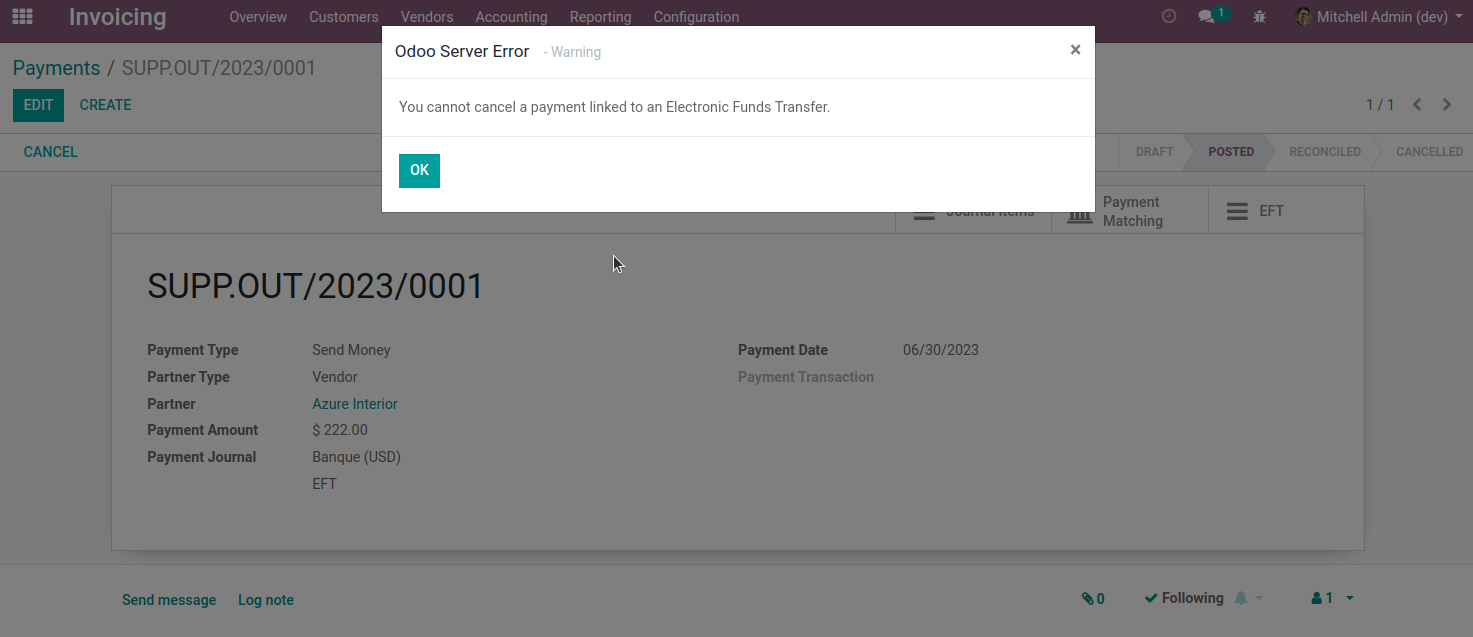 Invoicing Overview Customers Vendors Accounting Reporting Configuration 1 Mitchell Admin (dev)
Odoo Server Error - Warning ×
Payments / SUPP.OUT/2023/0001
EDIT CREATE 1 / 1
You cannot cancel a payment linked to an Electronic Funds Transfer.
CANCEL DRAFT POSTED RECONCILED CANCELLED
OK
Journal Items Payment Matching EFT
SUPP.OUT/2023/0001
Payment Type Send Money Payment Date 06/30/2023
Partner Type Vendor Payment Transaction
Partner Azure Interior
Payment Amount $ 222.00
Payment Journal Banque (USD)
EFT
Send message Log note 0 Following 1